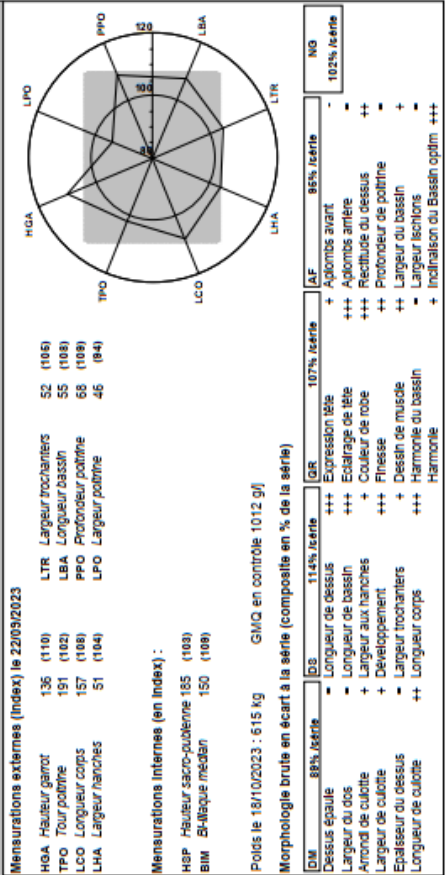 Mensurations externes (Index) le 22/09/2023
HGA Hauteur garrot 136 (110) LTR Largeur trochanters 52 (106)
TPO Tour poitrine 191 (102) LBA Longueur bassin 55 (108)
LCO Longueur corps 157 (108) PPO Profondeur poitrine 68 (109)
LHA Largeur hanches 51 (104) LPO Largeur poitrine 46 (94)
Mensurations Internes (en Index) :
HSP Hauteur sacro-pubienne 185 (103)
BIM Bi-Iliaque médian 150 (109)
Poids le 18/10/2023 : 615 kg GMQ en contrôle 1012 g/j
HGA
LPO
PPO
LBA
LTR
LHA
LCO
TPO
Morphologie brute en écart à la série (composite en % de la série)
DM 89% /série DS 114% /série QR 107% /série AF 96% /série NG
102% /série
Dessus épaule = Longueur de dessus +++ Expression tête + Aplombs avant -
Largeur du dos = Longueur de bassin +++ Eclairage de tête +++ Aplombs arrière =
Arrondi de culotte + Largeur aux hanches + Couleur de robe +++ Rectitude du dessus ++
Largeur de culotte + Développement +++ Finesse ++ Profondeur de poitrine =
Epaisseur du dessus = Largeur trochanters + Dessin de muscle ++ Largeur du bassin +
Longueur de culotte ++ Longueur corps +++ Harmonie du bassin = Largeur Ischions =
Harmonie + Inclinaison du Bassin optim +++